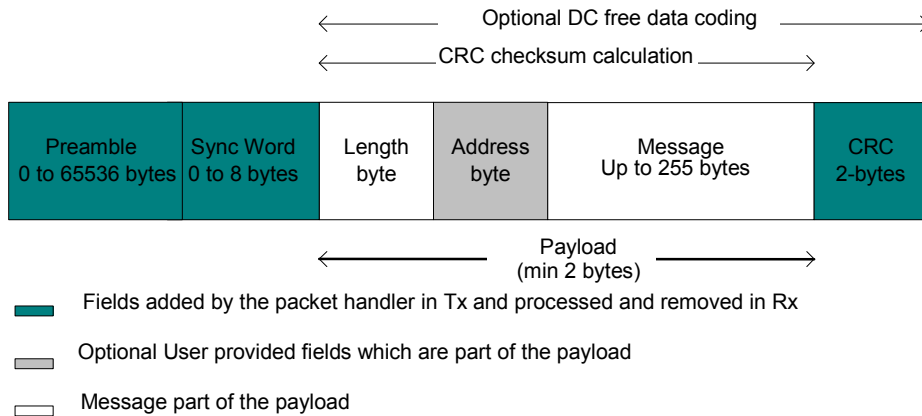 Optional DC free data coding
CRC checksum calculation
Preamble
0 to 65536 bytes
Sync Word
0 to 8 bytes
Length
byte
Address
byte
Message
Up to 255 bytes
CRC
2-bytes
Payload
(min 2 bytes)
Fields added by the packet handler in Tx and processed and removed in Rx
Optional User provided fields which are part of the payload
Message part of the payload